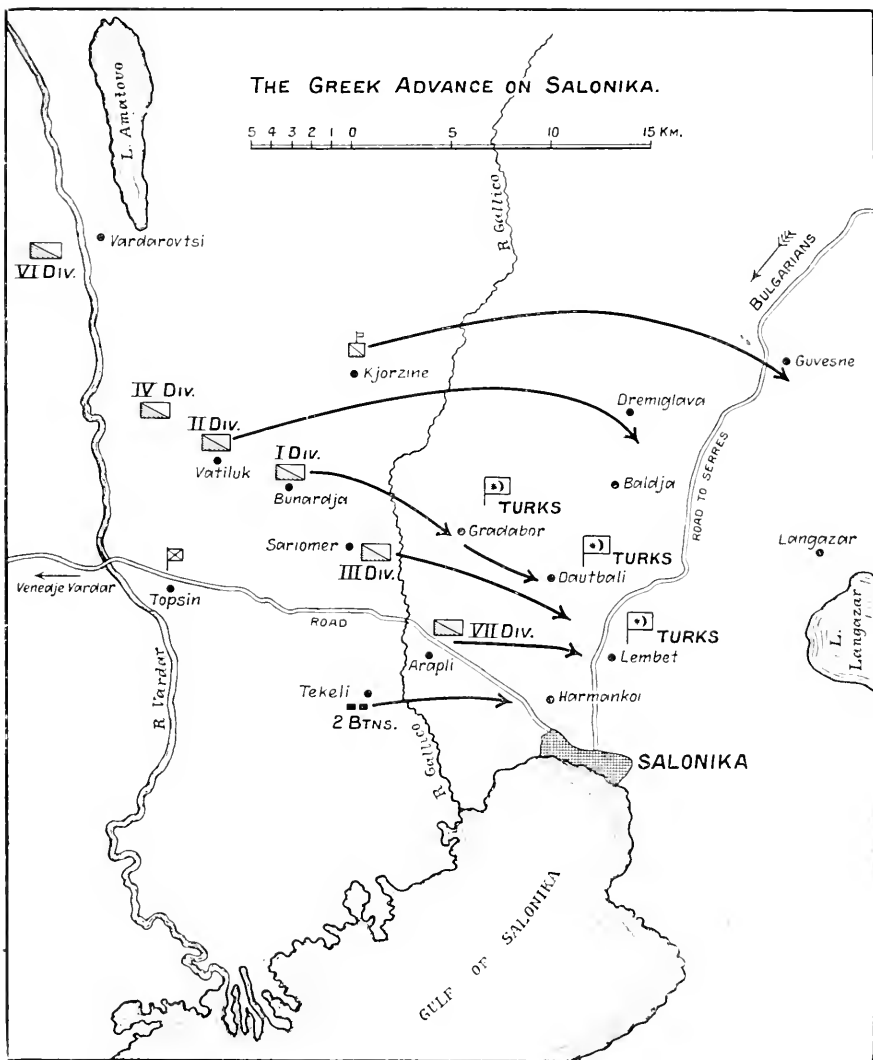 THE GREEK ADVANCE ON SALONIKA.
5 4 3 2 1 0 5 10 15 KM.
L. Amatovo
R. Gallico
Vardarovtsi
VI DIV.
BULGARIANS
Guvesne
Kjorzine
IV DIV.
II DIV.
Dremiglava
Vatiluk
I DIV.
Bunardja
Baldja
TURKS
ROAD TO SERRES
Gradabor
Sariomer
III DIV.
TURKS
Langazar
Dautbali
Venedje Vardar
Topsin
ROAD
VII DIV.
TURKS
L. Langazar
Arapli
Lembet
R. Vardar
Tekeli
2 BTNS.
Harmankoi
R. Gallico
SALONIKA
GULF OF SALONIKA